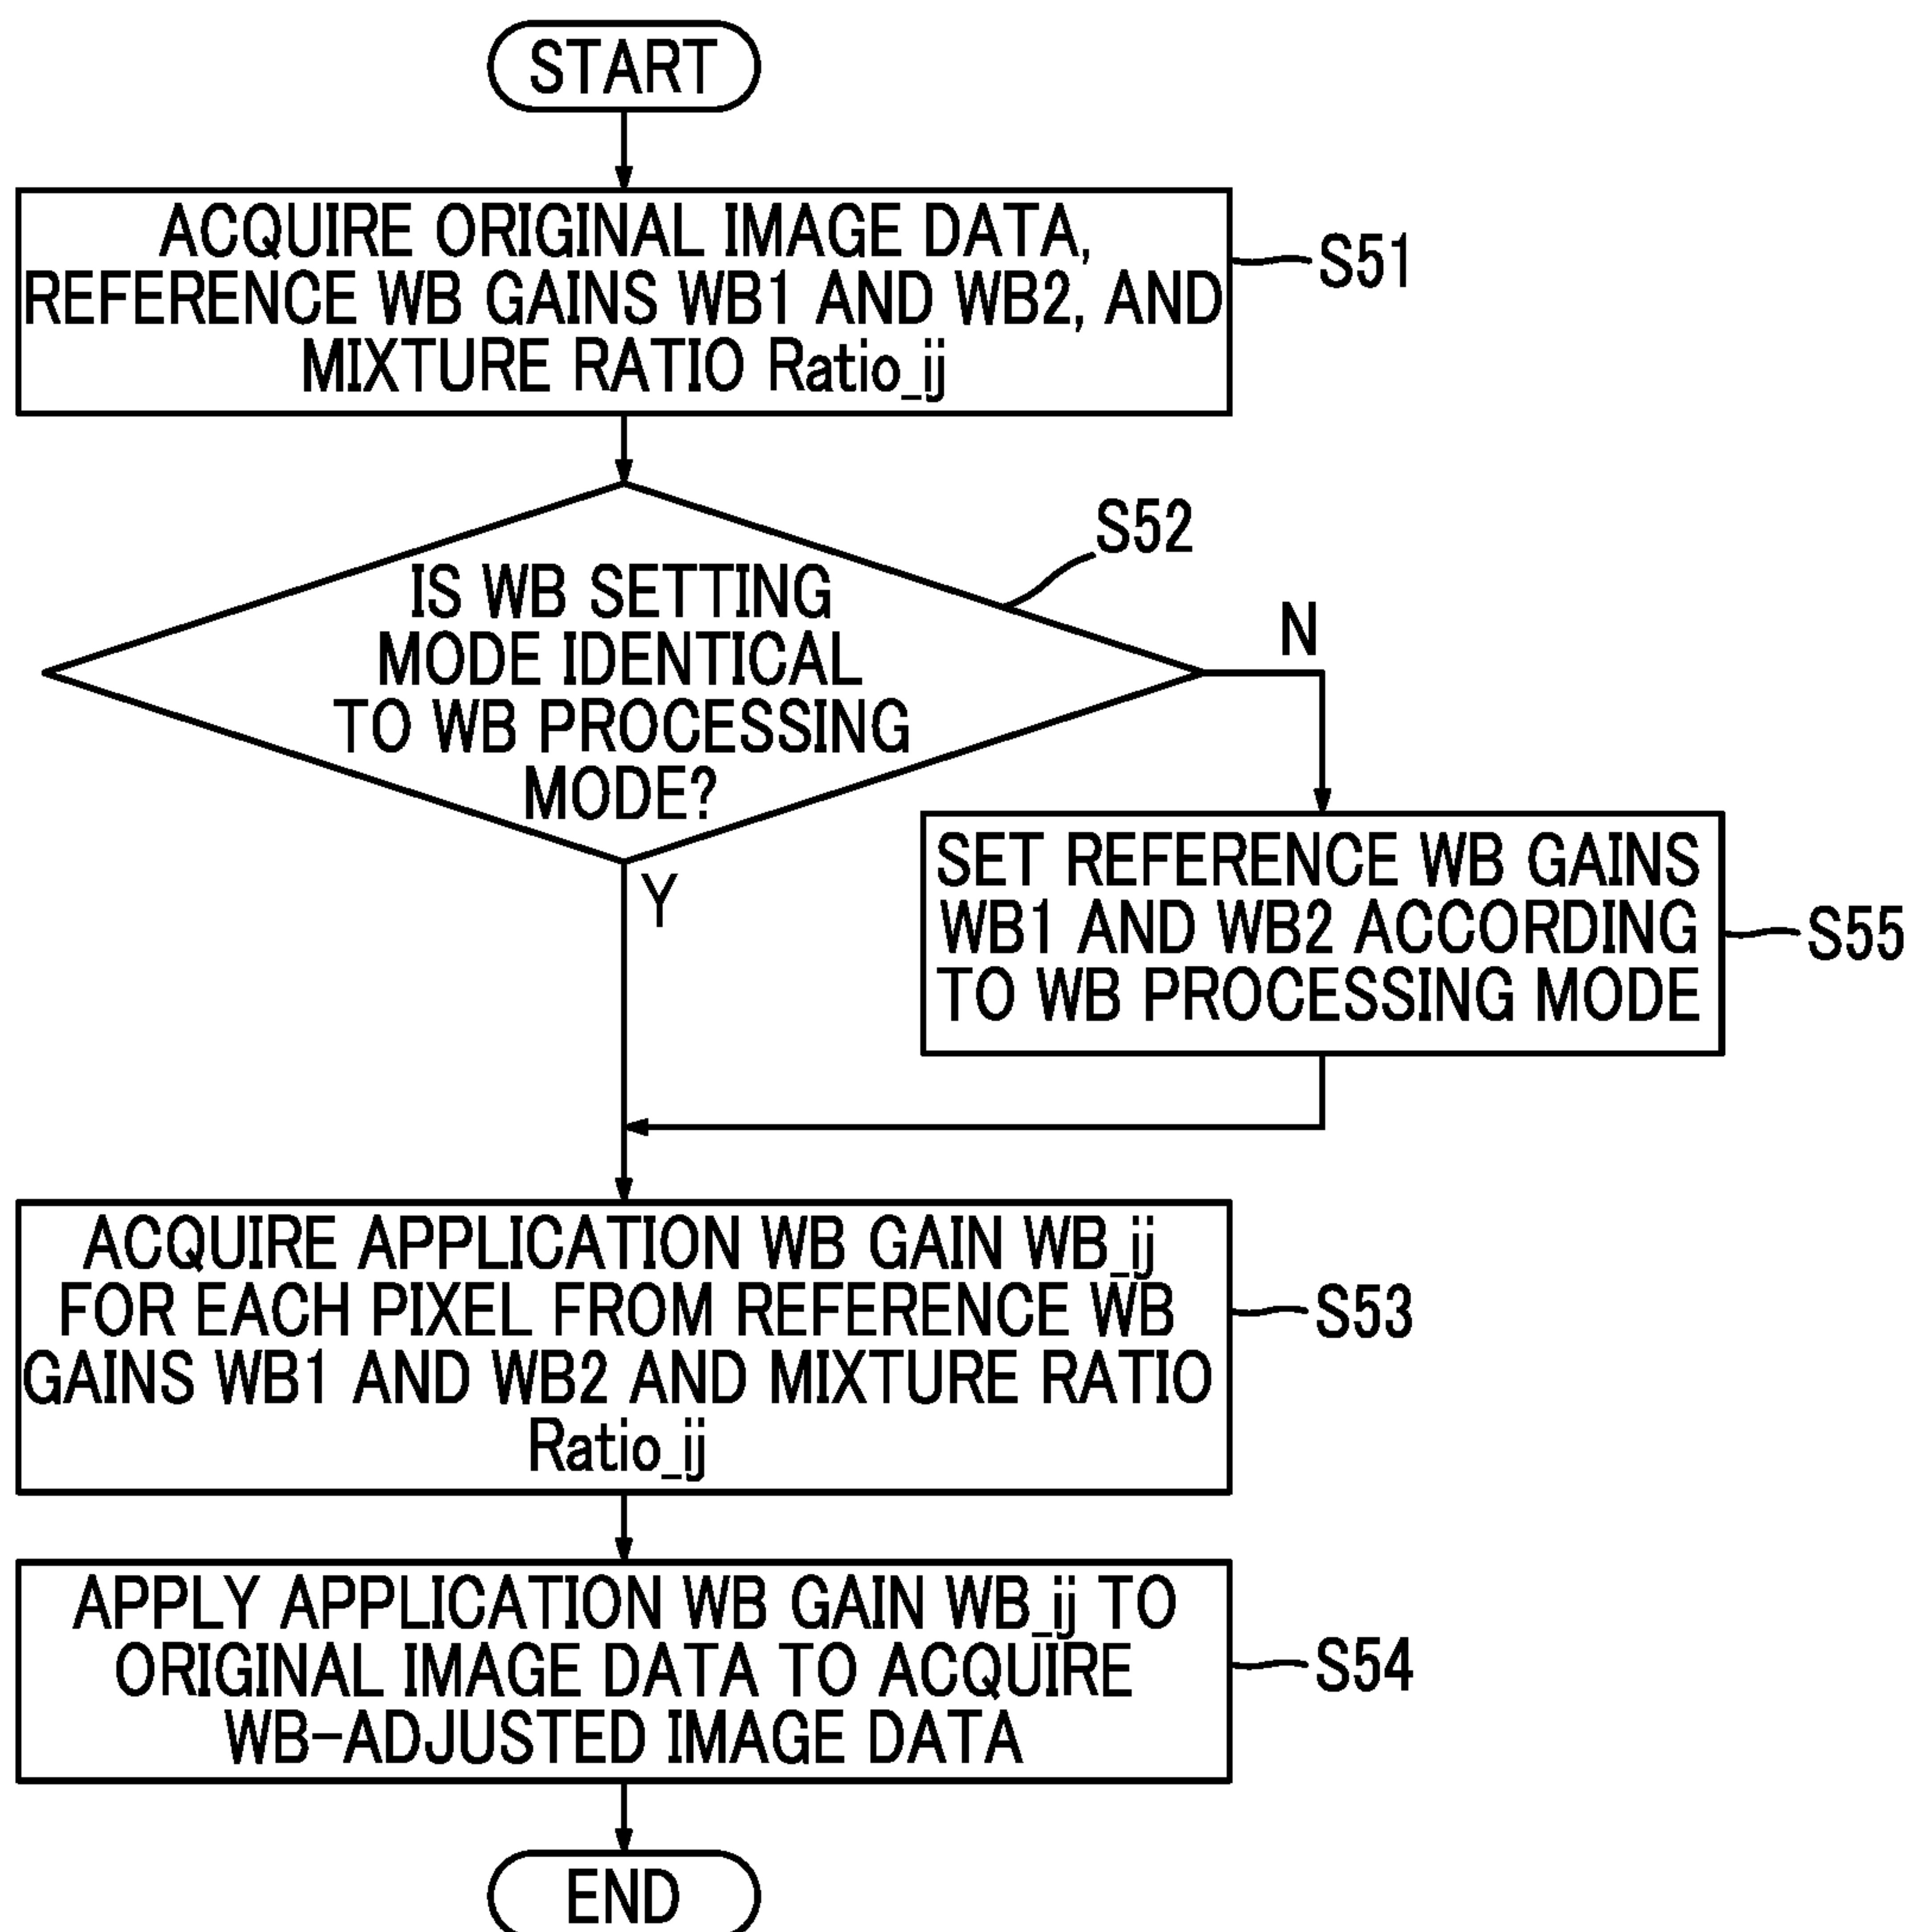 START
ACQUIRE ORIGINAL IMAGE DATA,
REFERENCE WB GAINS WB1 AND WB2, AND
MIXTURE RATIO Ratio_ij
S51
S52
IS WB SETTING
MODE IDENTICAL
TO WB PROCESSING
MODE?
N
Y
SET REFERENCE WB GAINS
WB1 AND WB2 ACCORDING
TO WB PROCESSING MODE
S55
ACQUIRE APPLICATION WB GAIN WB_ij
FOR EACH PIXEL FROM REFERENCE WB
GAINS WB1 AND WB2 AND MIXTURE RATIO
Ratio_ij
S53
APPLY APPLICATION WB GAIN WB_ij TO
ORIGINAL IMAGE DATA TO ACQUIRE
WB-ADJUSTED IMAGE DATA
S54
END